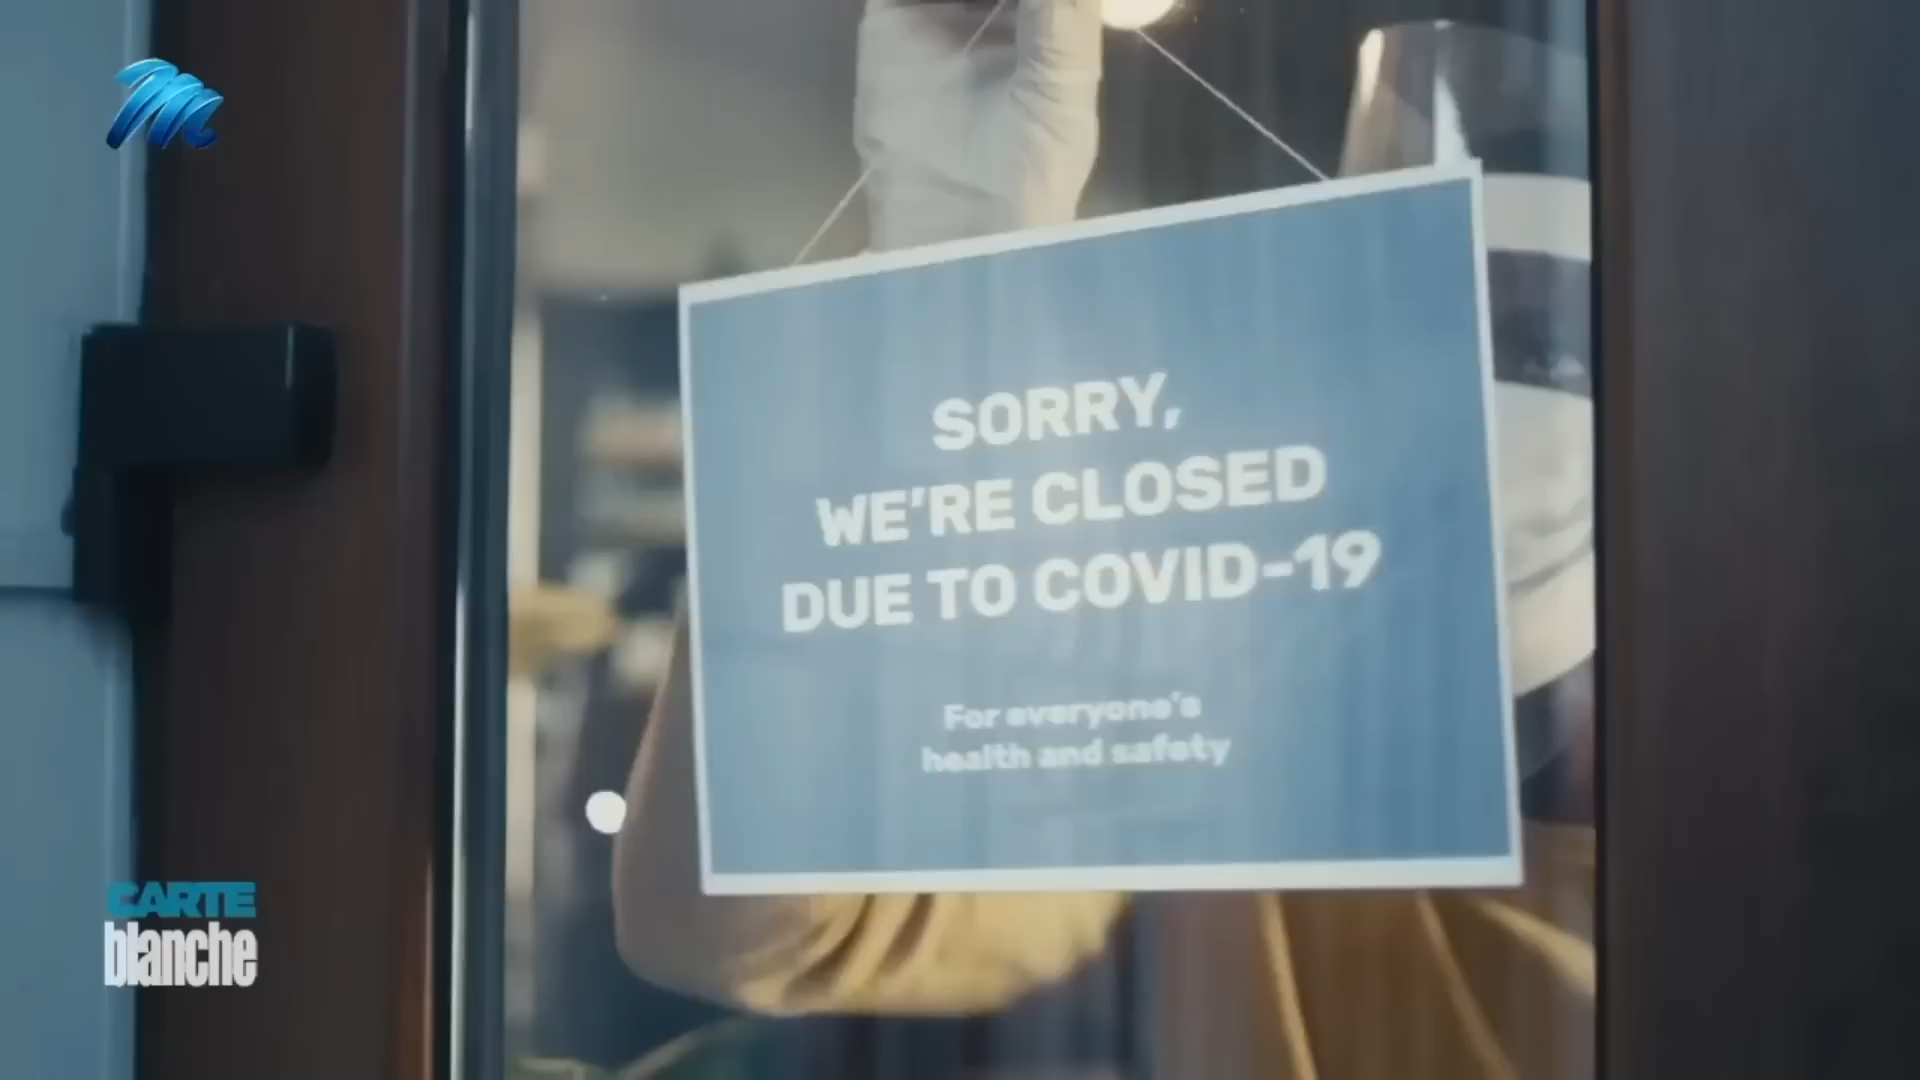 SORRY,
WE'RE CLOSED
DUE TO COVID-19
For everyone's
health and safety
CARTE
blanche